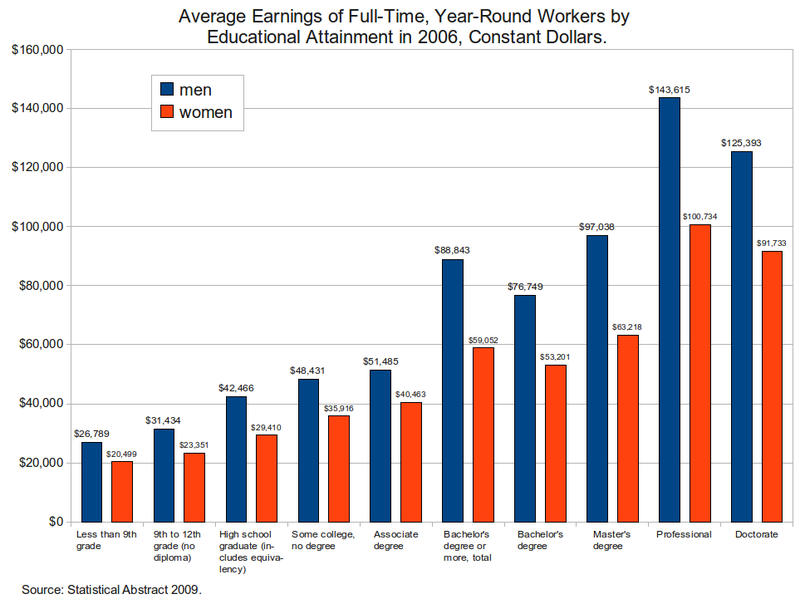 Average Earnings of Full-Time, Year-Round Workers by
Educational Attainment in 2006, Constant Dollars.
$160,000
$140,000
$120,000
$100,000
$80,000
$60,000
$40,000
$20,000
$0
men
women
$26,789
$20,499
$31,434
$23,351
$42,466
$29,410
$48,431
$35,916
$51,485
$40,463
$88,843
$59,052
$76,749
$53,201
$97,038
$63,218
$143,615
$100,734
$125,393
$91,733
Less than 9th
grade
9th to 12th
grade (no
diploma)
High school
graduate (in-
cludes equiva-
lency)
Some college,
no degree
Associate
degree
Bachelor's
degree or
more, total
Bachelor's
degree
Master's
degree
Professional
Doctorate
Source: Statistical Abstract 2009.